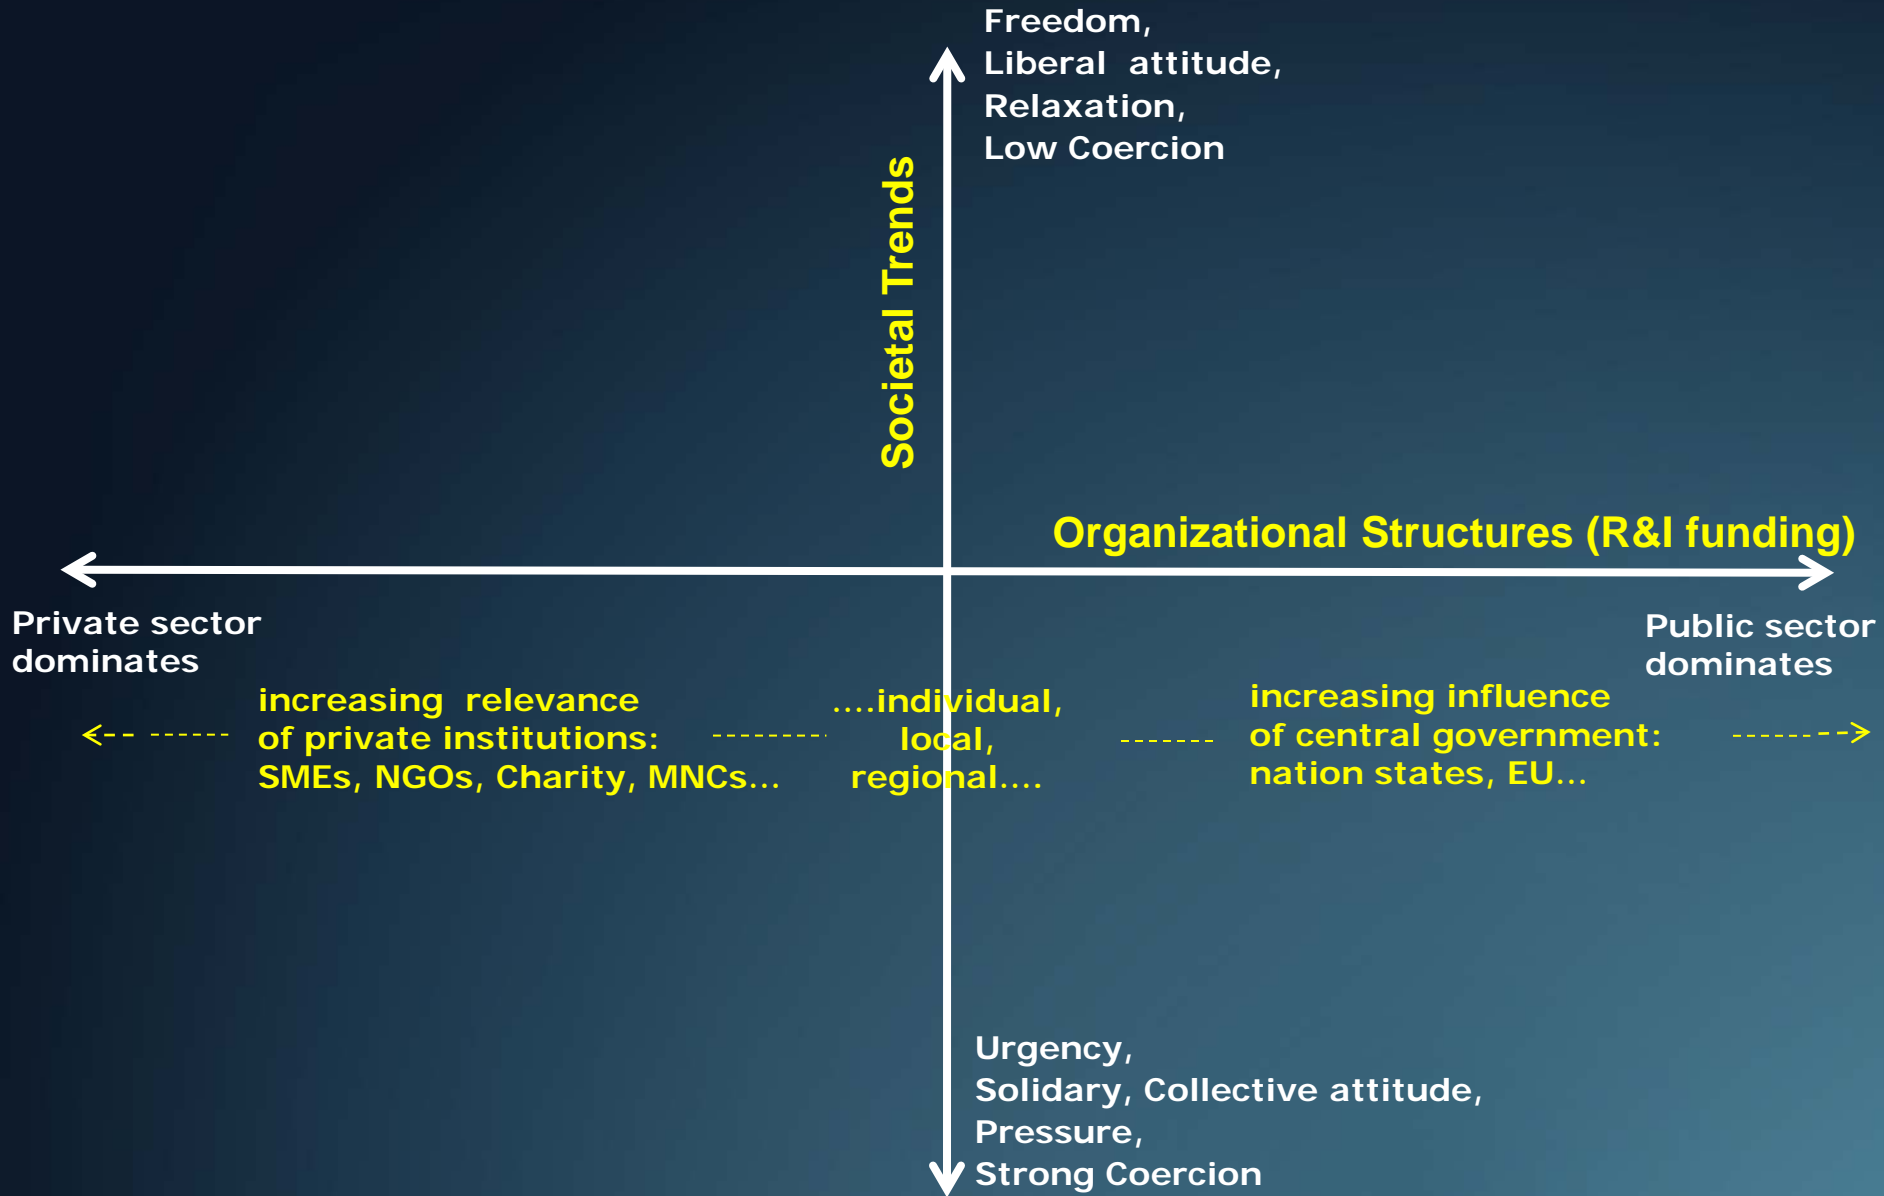 Freedom,
Liberal attitude,
Relaxation,
Low Coercion
Societal Trends
Organizational Structures (R&I funding)
Private sector
dominates
Public sector
dominates
increasing relevance
of private institutions:
SMEs, NGOs, Charity, MNCs...
....individual,
local,
regional....
increasing influence
of central government:
nation states, EU...
Urgency,
Solidary, Collective attitude,
Pressure,
Strong Coercion